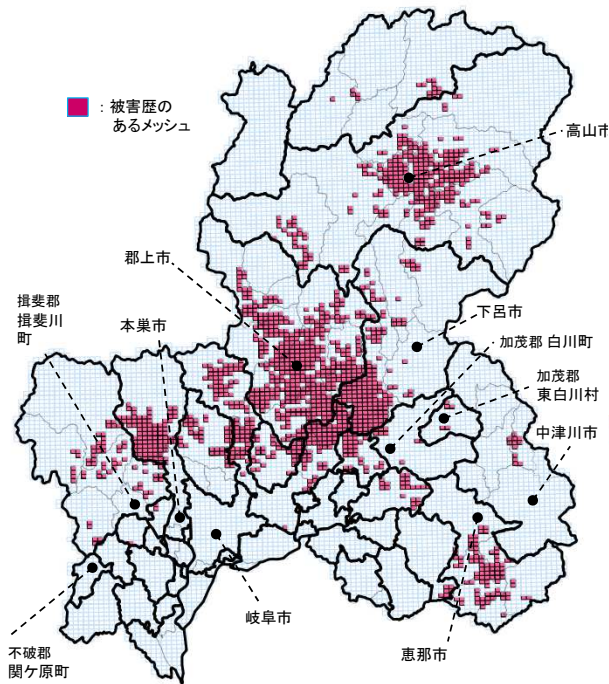 ：被害歴の
あるメッシュ
高山市
郡上市
揖斐郡
揖斐川
町
本巣市
下呂市
加茂郡 白川町
加茂郡
東白川村
中津川市
岐阜市
不破郡
関ケ原町
恵那市